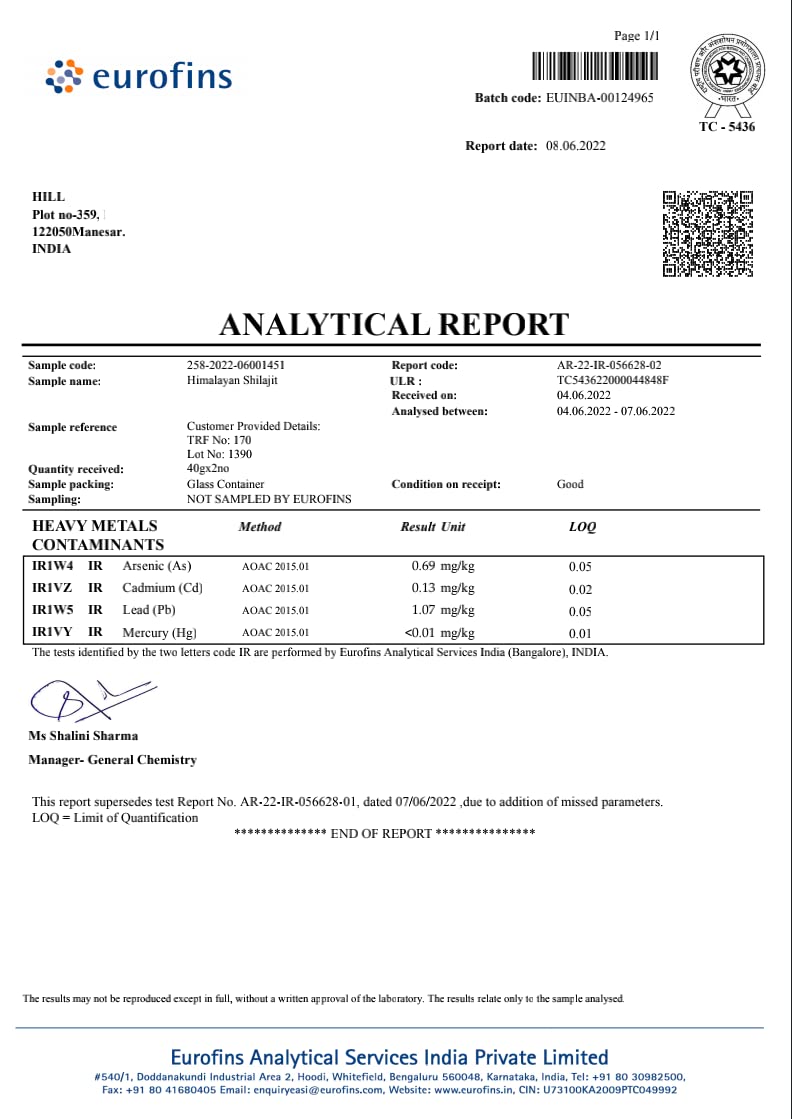 Page 1/1
eurofins
Batch code: EUINBA-00124965
भारत
TC - 5436
Report date: 08.06.2022
HILL
Plot no-359,
122050Manesar.
INDIA
ANALYTICAL REPORT
Sample code: 258-2022-06001451 Report code: AR-22-IR-056628-02
Sample name: Himalayan Shilajit ULR : TC543622000044848F
Received on: 04.06.2022
Analysed between: 04.06.2022 - 07.06.2022
Sample reference Customer Provided Details:
TRF No: 170
Lot No: 1390
Quantity received: 40gx2no
Sample packing: Glass Container Condition on receipt: Good
Sampling: NOT SAMPLED BY EUROFINS
HEAVY METALS Method Result Unit LOQ
CONTAMINANTS
IR1W4 IR Arsenic (As) AOAC 2015.01 0.69 mg/kg 0.05
IR1VZ IR Cadmium (Cd) AOAC 2015.01 0.13 mg/kg 0.02
IR1W5 IR Lead (Pb) AOAC 2015.01 1.07 mg/kg 0.05
IR1VY IR Mercury (Hg) AOAC 2015.01 <0.01 mg/kg 0.01
The tests identified by the two letters code IR are performed by Eurofins Analytical Services India (Bangalore), INDIA.
Ms Shalini Sharma
Manager- General Chemistry
This report supersedes test Report No. AR-22-IR-056628-01, dated 07/06/2022 ,due to addition of missed parameters.
LOQ = Limit of Quantification
************** END OF REPORT ***************
The results may not be reproduced except in full, without a written approval of the laboratory. The results relate only to the sample analysed.
Eurofins Analytical Services India Private Limited
#540/1, Doddanakundi Industrial Area 2, Hoodi, Whitefield, Bengaluru 560048, Karnataka, India, Tel: +91 80 30982500,
Fax: +91 80 41680405 Email: enquiryeasi@eurofins.com, Website: www.eurofins.in, CIN: U73100KA2009PTC049992